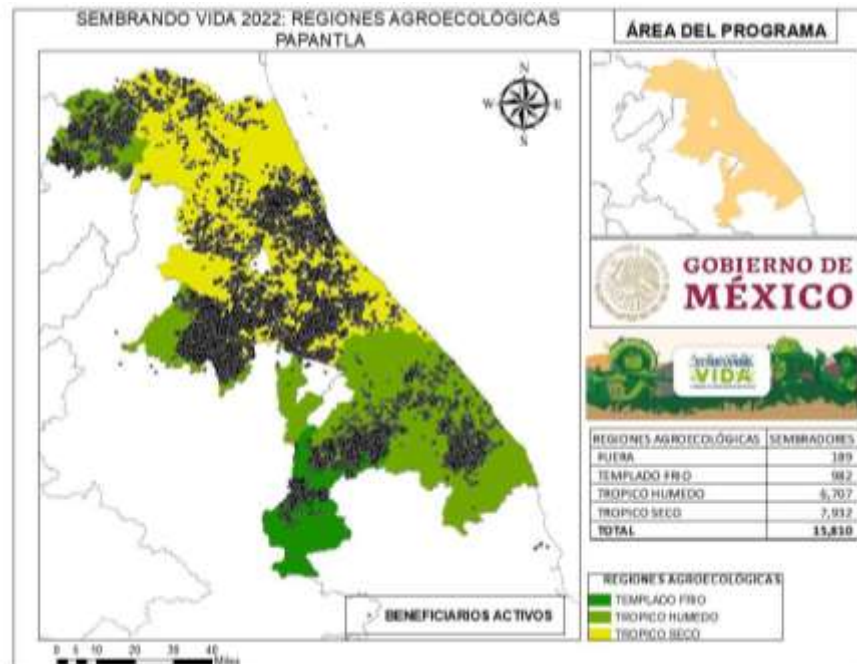 SEMBRANDO VIDA 2022: REGIONES AGROECOLÓGICAS
PAPANTLA
N
W E
S
ÁREA DEL PROGRAMA
GOBIERNO DE
MÉXICO
SEMBRANDO
VIDA
REGIONES AGROECOLÓGICAS SEMBRADORES
FUERA 189
TEMPLADO FRIO 982
TROPICO HUMEDO 6,707
TROPICO SECO 7,932
TOTAL 15,810
REGIONES AGROECOLÓGICAS
TEMPLADO FRIO
TROPICO HUMEDO
TROPICO SECO
BENEFICIARIOS ACTIVOS
0 5 10 20 30 40
Miles